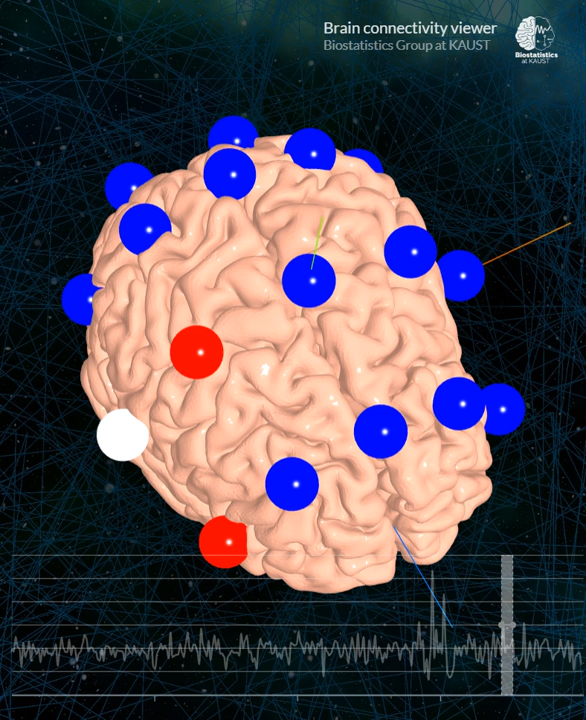 Brain connectivity viewer
Biostatistics Group at KAUST
Biostatistics
at KAUST